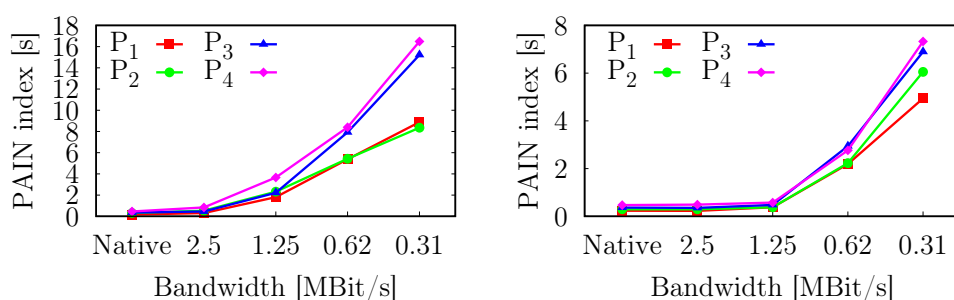 PAIN index [s]
18
16
14
12
10
8
6
4
2
0
P1 P3
P2 P4
Native 2.5 1.25 0.62 0.31
Bandwidth [MBit/s]
PAIN index [s]
8
6
4
2
0
P1 P3
P2 P4
Native 2.5 1.25 0.62 0.31
Bandwidth [MBit/s]